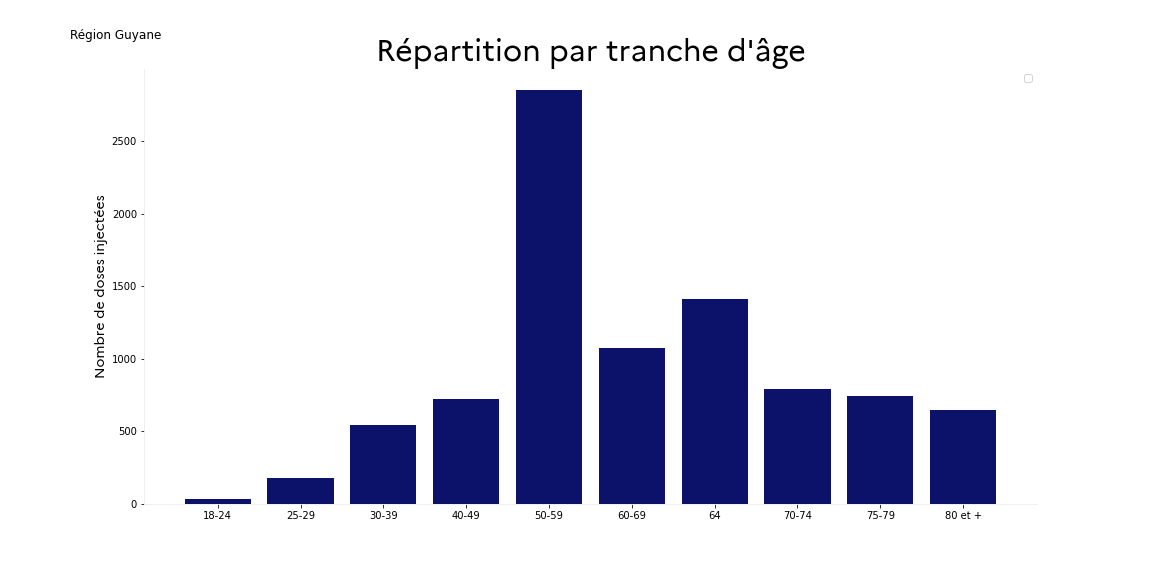 Région Guyane
Répartition par tranche d'âge
Nombre de doses injectées
2500
2000
1500
1000
500
0
18-24 25-29 30-39 40-49 50-59 60-69 64 70-74 75-79 80 et +